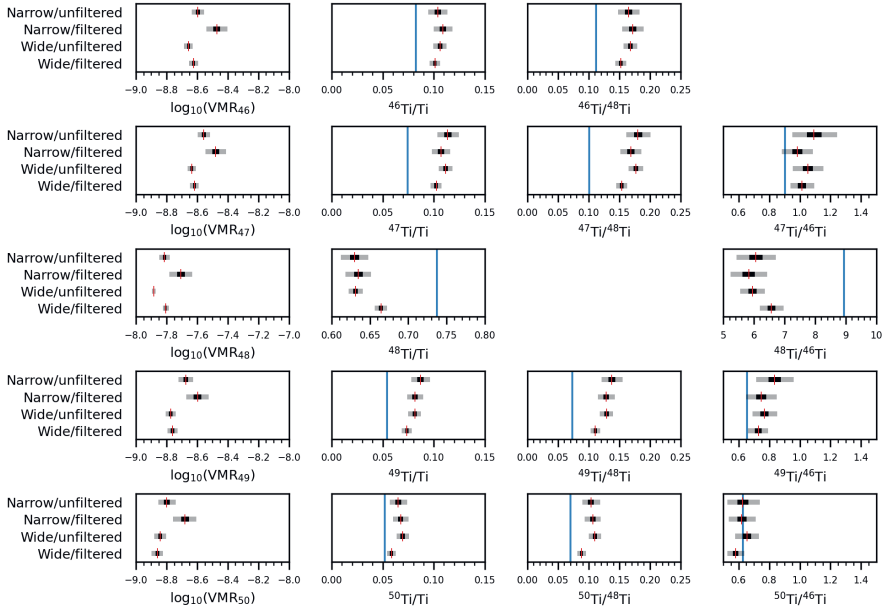 Narrow/unfiltered
Narrow/filtered
Wide/unfiltered
Wide/filtered
−9.0 −8.8 −8.6 −8.4 −8.2 −8.0 0.00 0.05 0.10 0.15 0.00 0.05 0.10 0.15 0.20 0.25
log₁₀(VMR₄₆) ⁴⁶Ti/Ti ⁴⁶Ti/⁴⁸Ti
Narrow/unfiltered
Narrow/filtered
Wide/unfiltered
Wide/filtered
−9.0 −8.8 −8.6 −8.4 −8.2 −8.0 0.00 0.05 0.10 0.15 0.00 0.05 0.10 0.15 0.20 0.25 0.6 0.8 1.0 1.2 1.4
log₁₀(VMR₄₇) ⁴⁷Ti/Ti ⁴⁷Ti/⁴⁸Ti ⁴⁷Ti/⁴⁶Ti
Narrow/unfiltered
Narrow/filtered
Wide/unfiltered
Wide/filtered
−8.0 −7.8 −7.6 −7.4 −7.2 −7.0 0.60 0.65 0.70 0.75 0.80 5 6 7 8 9 10
log₁₀(VMR₄₈) ⁴⁸Ti/Ti ⁴⁸Ti/⁴⁶Ti
Narrow/unfiltered
Narrow/filtered
Wide/unfiltered
Wide/filtered
−9.0 −8.8 −8.6 −8.4 −8.2 −8.0 0.00 0.05 0.10 0.15 0.00 0.05 0.10 0.15 0.20 0.25 0.6 0.8 1.0 1.2 1.4
log₁₀(VMR₄₉) ⁴⁹Ti/Ti ⁴⁹Ti/⁴⁸Ti ⁴⁹Ti/⁴⁶Ti
Narrow/unfiltered
Narrow/filtered
Wide/unfiltered
Wide/filtered
−9.0 −8.8 −8.6 −8.4 −8.2 −8.0 0.00 0.05 0.10 0.15 0.00 0.05 0.10 0.15 0.20 0.25 0.6 0.8 1.0 1.2 1.4
log₁₀(VMR₅₀) ⁵⁰Ti/Ti ⁵⁰Ti/⁴⁸Ti ⁵⁰Ti/⁴⁶Ti